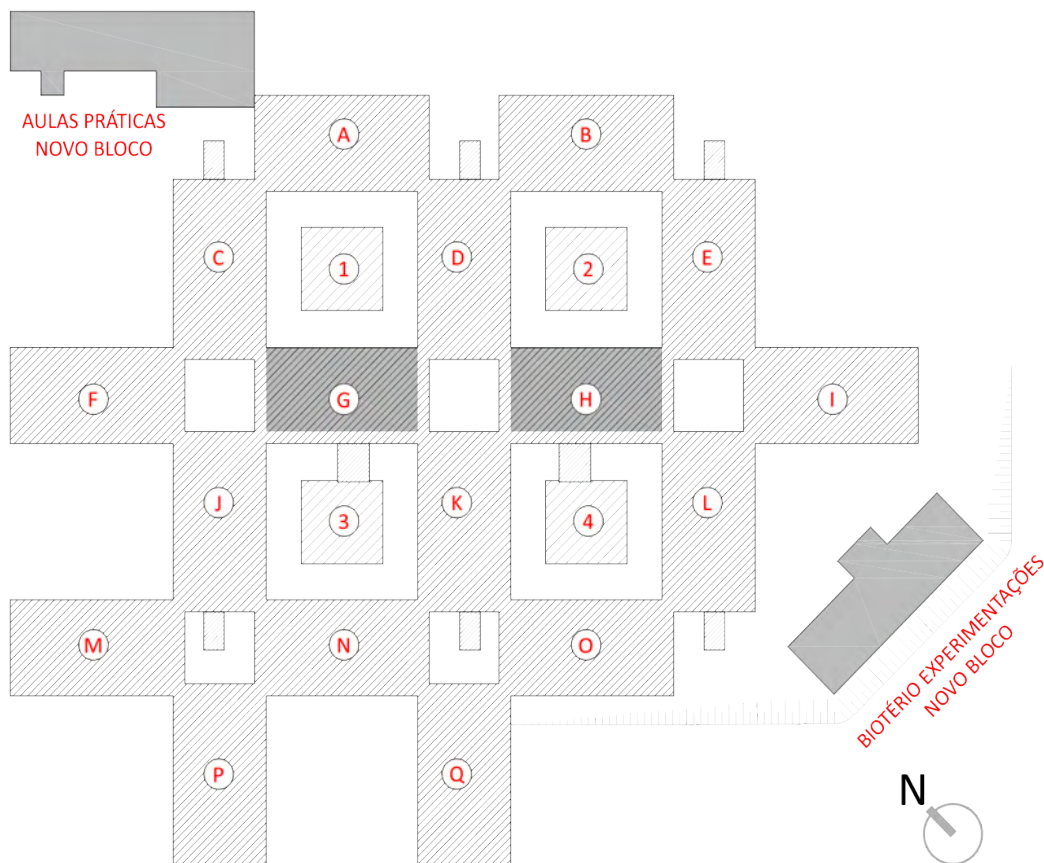 AULAS PRÁTICAS
NOVO BLOCO
A
B
C
1
D
2
E
F
G
H
I
J
3
K
4
L
M
N
O
BIOTÉRIO EXPERIMENTAÇÕES
NOVO BLOCO
P
Q
N